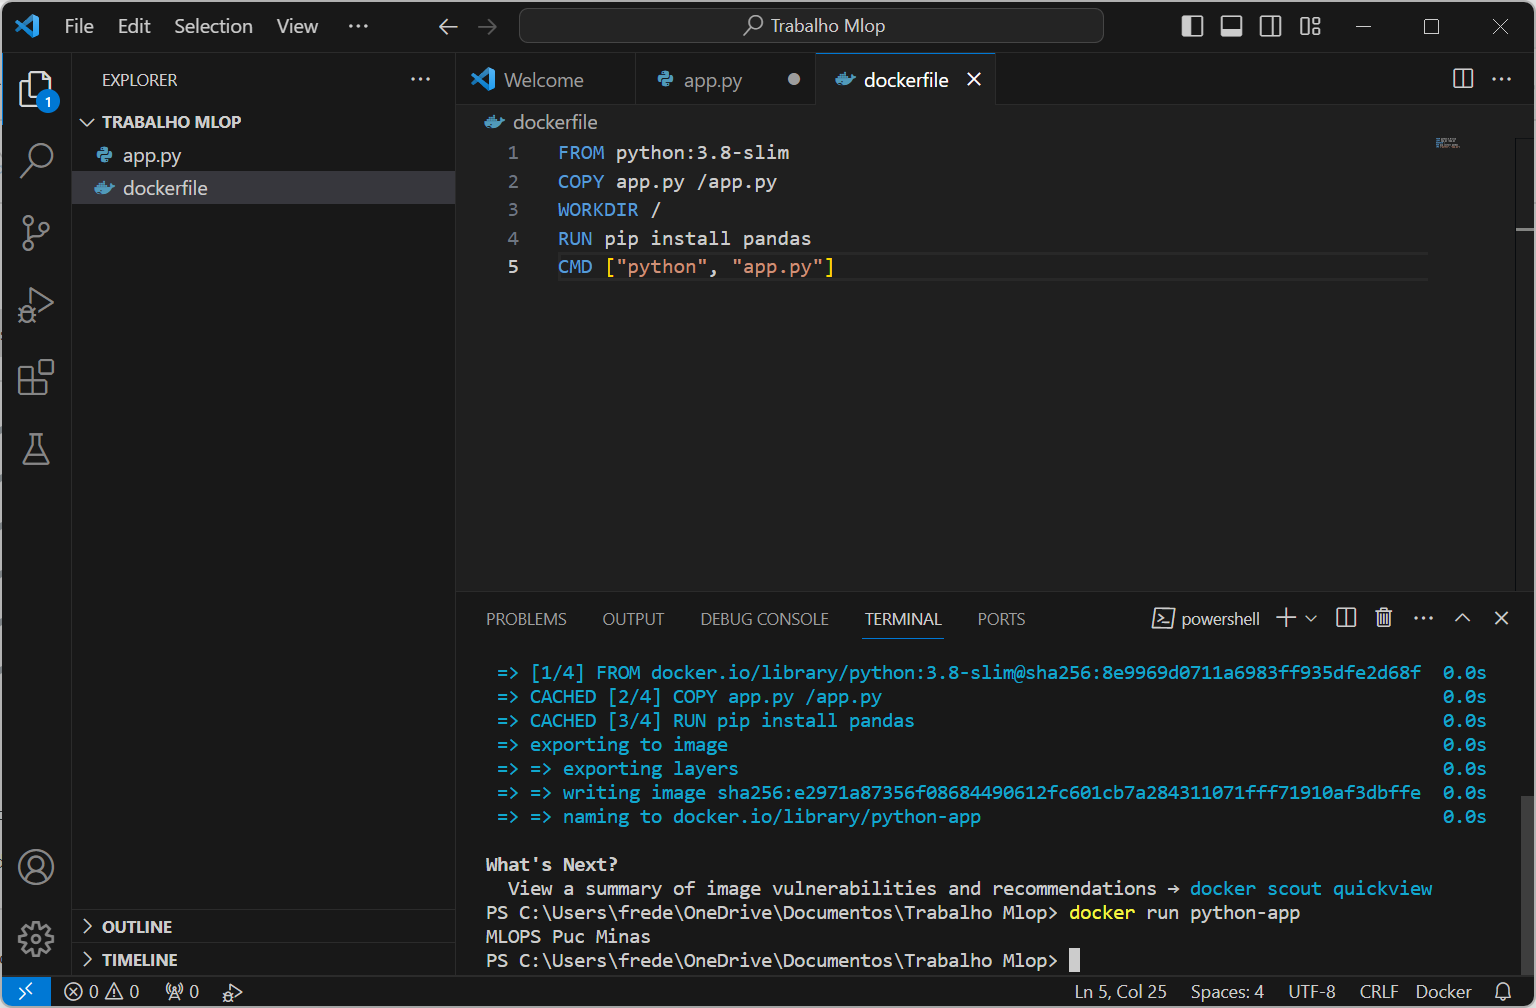 File Edit Selection View ··· Trabalho Mlop
EXPLORER ···
TRABALHO MLOP
app.py
dockerfile
OUTLINE
TIMELINE
1
Welcome app.py dockerfile
dockerfile
1 FROM python:3.8-slim
2 COPY app.py /app.py
3 WORKDIR /
4 RUN pip install pandas
5 CMD ["python", "app.py"]
PROBLEMS OUTPUT DEBUG CONSOLE TERMINAL PORTS powershell
=> [1/4] FROM docker.io/library/python:3.8-slim@sha256:8e9969d0711a6983ff935dfe2d68f 0.0s
=> CACHED [2/4] COPY app.py /app.py 0.0s
=> CACHED [3/4] RUN pip install pandas 0.0s
=> exporting to image 0.0s
=> => exporting layers 0.0s
=> => writing image sha256:e2971a87356f08684490612fc601cb7a284311071fff71910af3dbffe 0.0s
=> => naming to docker.io/library/python-app 0.0s
What's Next?
View a summary of image vulnerabilities and recommendations → docker scout quickview
PS C:\Users\frede\OneDrive\Documentos\Trabalho Mlop> docker run python-app
MLOPS Puc Minas
PS C:\Users\frede\OneDrive\Documentos\Trabalho Mlop>
0 0 0 Ln 5, Col 25 Spaces: 4 UTF-8 CRLF Docker